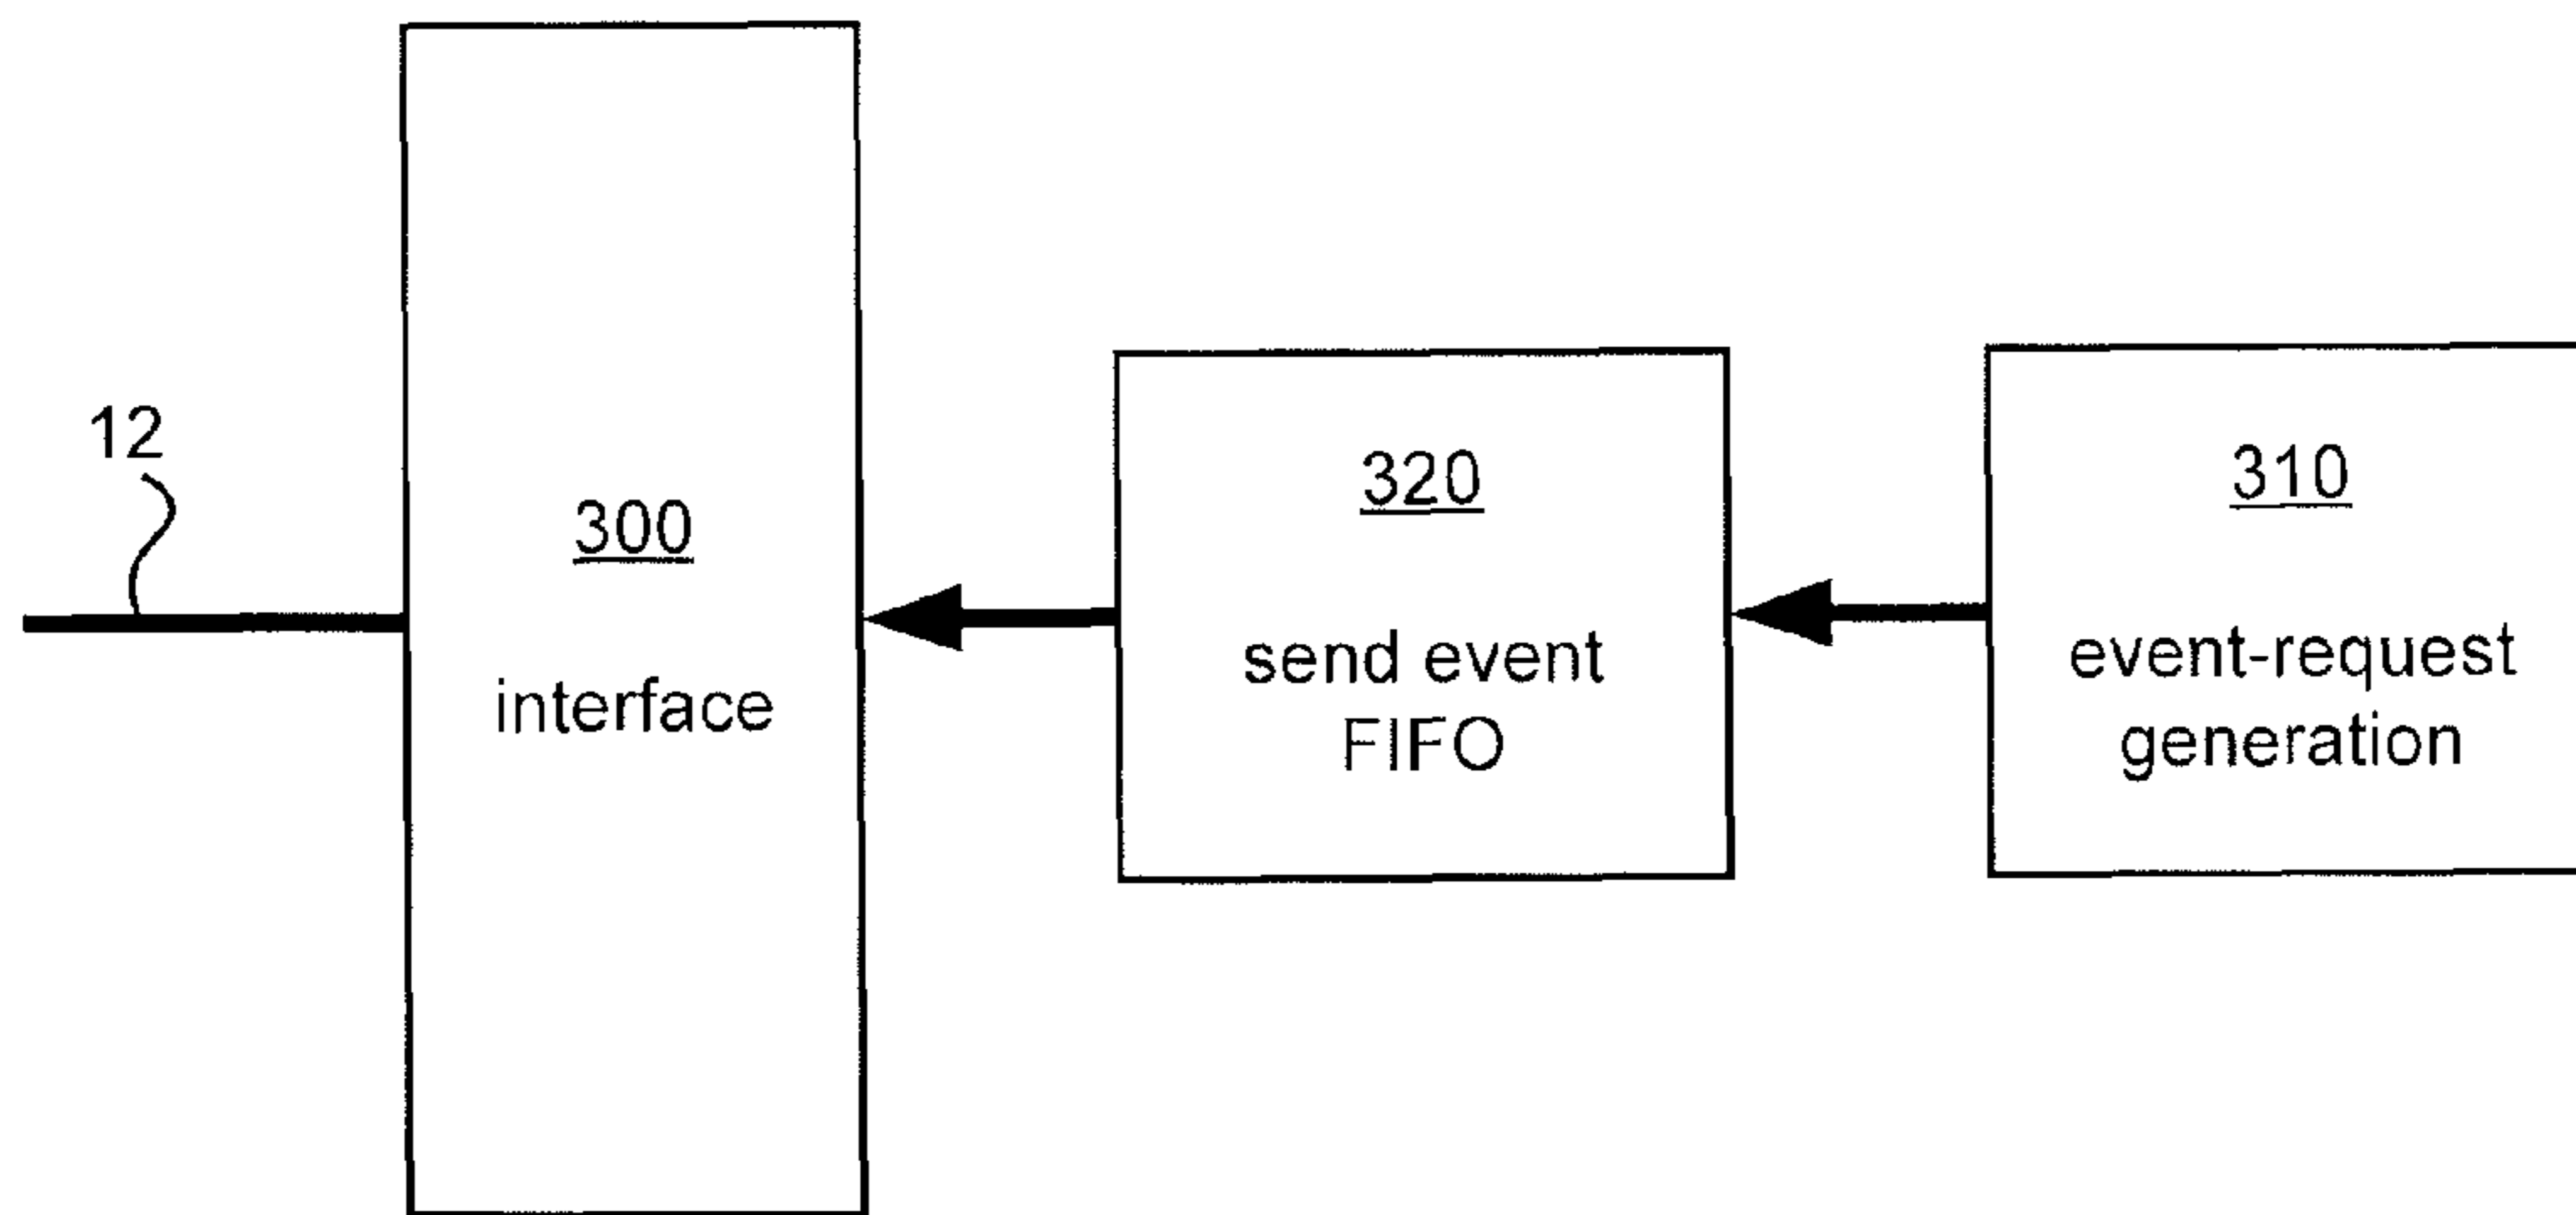 12
300
interface
320
send event
FIFO
310
event-request
generation